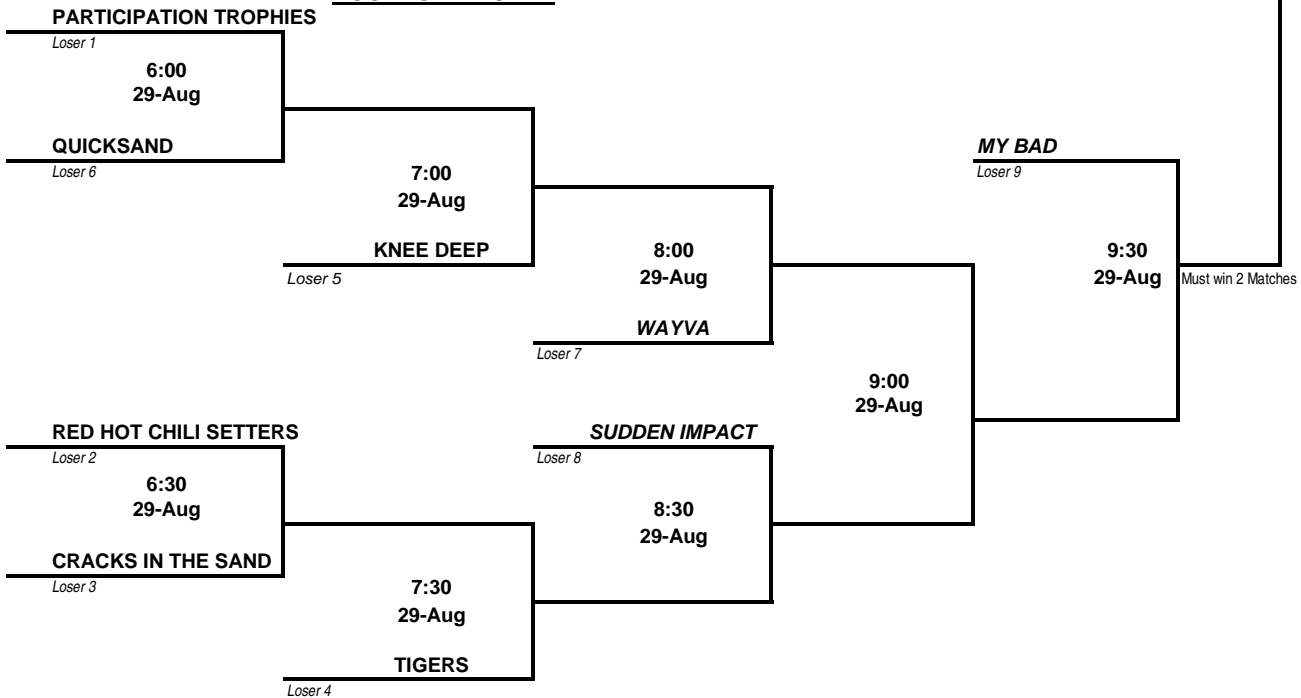 PARTICIPATION TROPHIES
Loser 1
6:00
29-Aug
QUICKSAND
Loser 6
MY BAD
Loser 9
7:00
29-Aug
KNEE DEEP
Loser 5
8:00
29-Aug
9:30
29-Aug
Must win 2 Matches
WAYVA
Loser 7
9:00
29-Aug
RED HOT CHILI SETTERS
Loser 2
SUDDEN IMPACT
Loser 8
6:30
29-Aug
8:30
29-Aug
CRACKS IN THE SAND
Loser 3
7:30
29-Aug
TIGERS
Loser 4